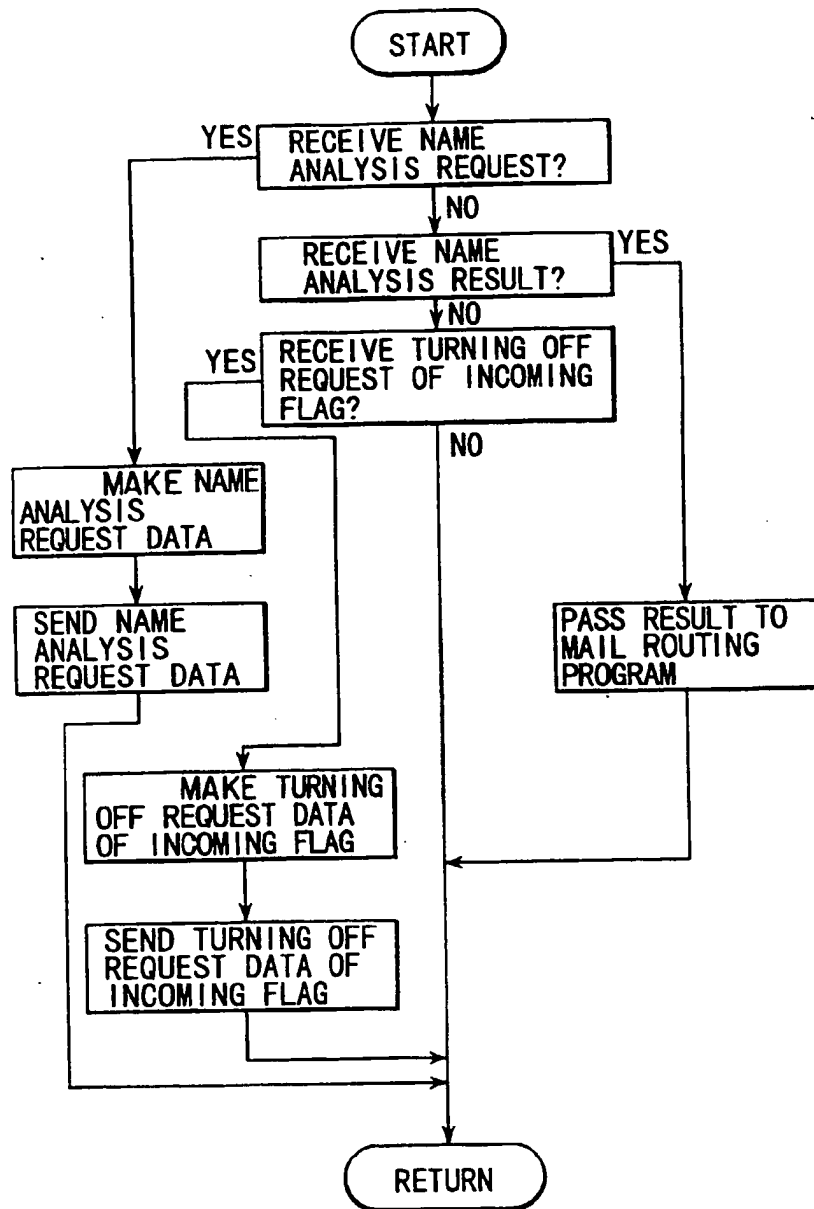 START
YES
RECEIVE NAME
ANALYSIS REQUEST?
NO
RECEIVE NAME
ANALYSIS RESULT?
YES
NO
YES
RECEIVE TURNING OFF
REQUEST OF INCOMING
FLAG?
NO
MAKE NAME
ANALYSIS
REQUEST DATA
SEND NAME
ANALYSIS
REQUEST DATA
PASS RESULT TO
MAIL ROUTING
PROGRAM
MAKE TURNING
OFF REQUEST DATA
OF INCOMING FLAG
SEND TURNING OFF
REQUEST DATA OF
INCOMING FLAG
RETURN